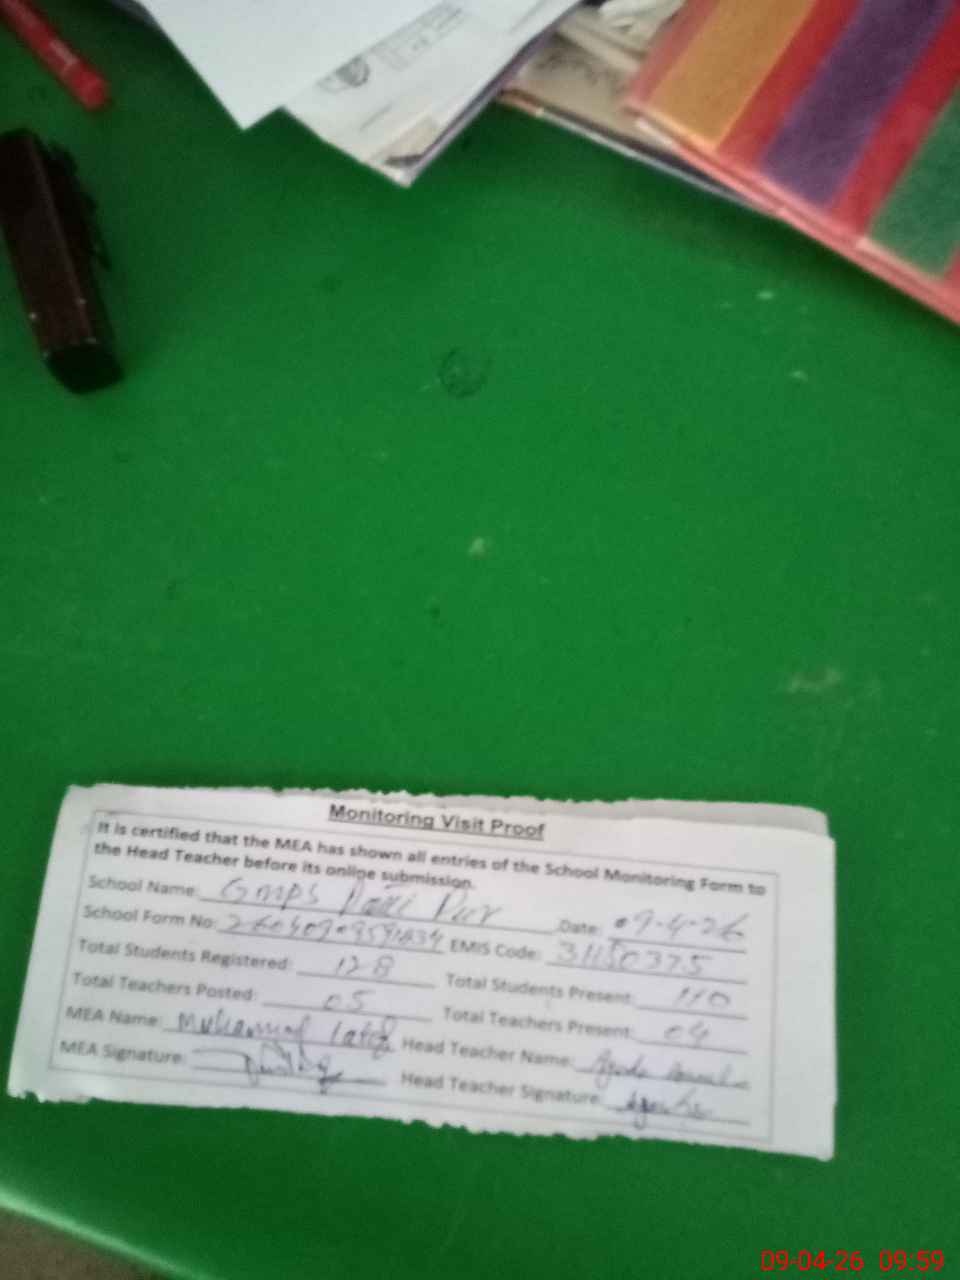 Monitoring Visit Proof
It is certified that the MEA has shown all entries of the School Monitoring Form to
the Head Teacher before its online submission.
School Name: GMPS Pur Date: 09-4-26
School Form No: EMIS Code: 31150375
Total Students Registered: 128 Total Students Present: 110
Total Teachers Posted: 05 Total Teachers Present: 04
MEA Name: Muhammad Latif Head Teacher Name:
MEA Signature: Head Teacher Signature:
09-04-26 09:59